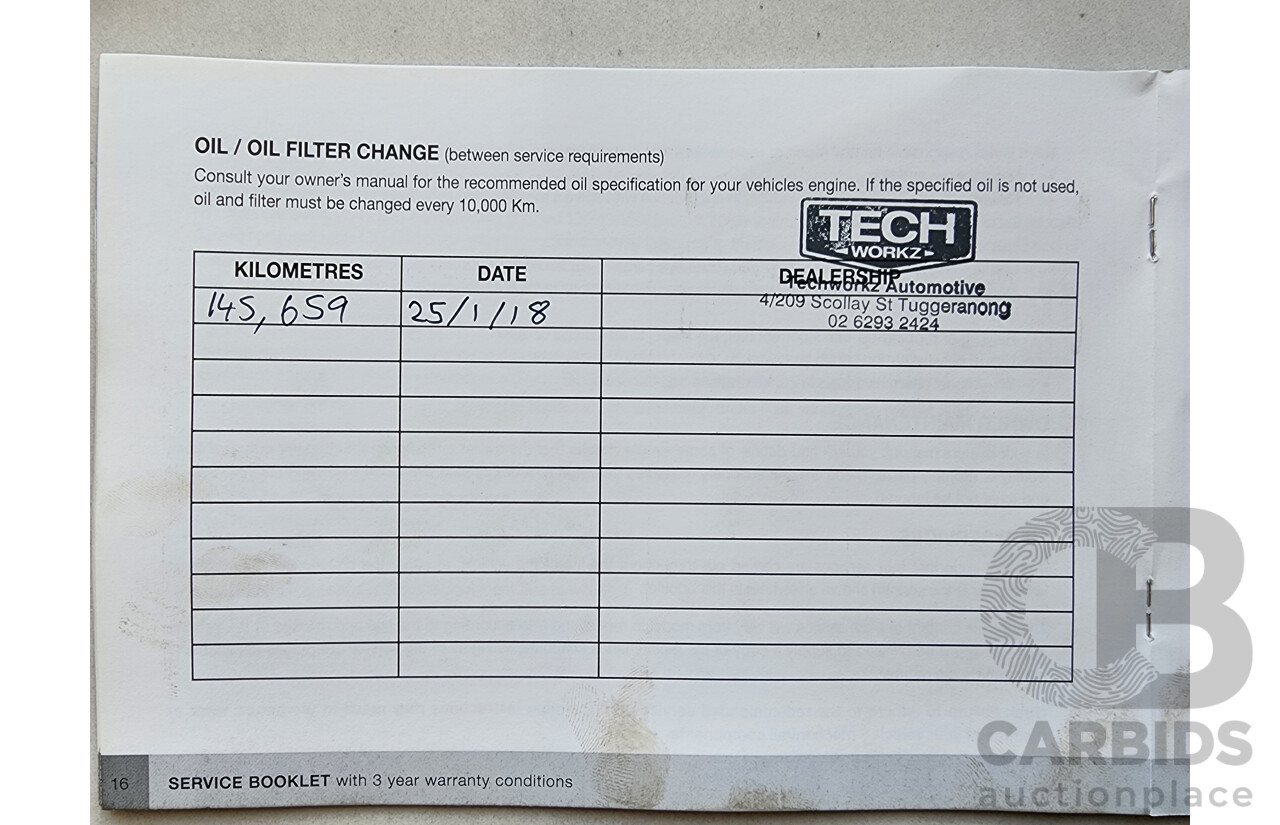 OIL / OIL FILTER CHANGE (between service requirements)
Consult your owner's manual for the recommended oil specification for your vehicles engine. If the specified oil is not used,
oil and filter must be changed every 10,000 Km.
TECH
WORKZ
KILOMETRES DATE DEALERSHIP
Techworkz Automotive
145,659 25/1/18 4/209 Scollay St Tuggeranong
02 6293 2424
16 SERVICE BOOKLET with 3 year warranty conditions
CB
CARBIDS
auctionplace